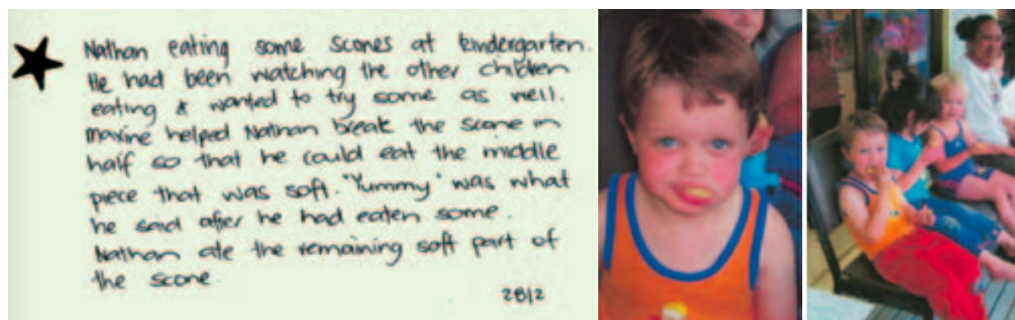 Nathan eating some scones at kindergarten.
He had been watching the other children
eating & wanted to try some as well.
Maxine helped Nathan break the scone in
half so that he could eat the middle
piece that was soft. "Yummy" was what
he said after he had eaten some.
Nathan ate the remaining soft part of
the scone
28/2